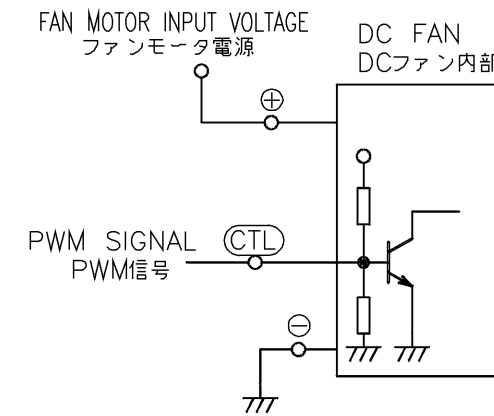 FAN MOTOR INPUT VOLTAGE
ファンモータ電源
DC FAN
DCファン内部
⊕
PWM SIGNAL
PWM信号
CTL
⊖